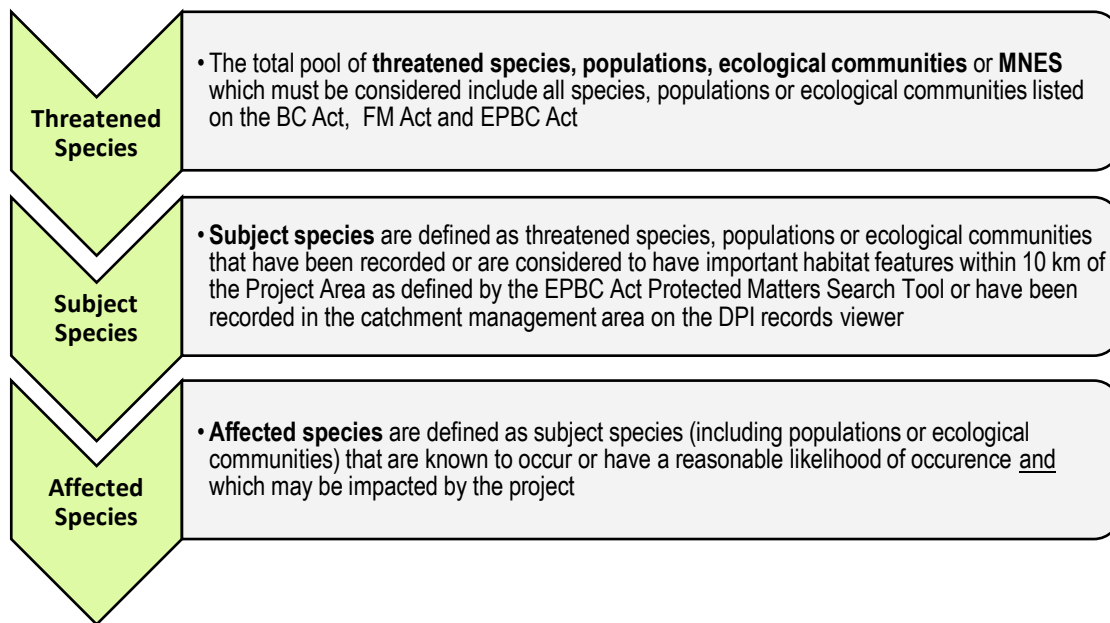 Threatened
Species
• The total pool of threatened species, populations, ecological communities or MNES
which must be considered include all species, populations or ecological communities listed
on the BC Act, FM Act and EPBC Act
Subject
Species
• Subject species are defined as threatened species, populations or ecological communities
that have been recorded or are considered to have important habitat features within 10 km of
the Project Area as defined by the EPBC Act Protected Matters Search Tool or have been
recorded in the catchment management area on the DPI records viewer
Affected
Species
• Affected species are defined as subject species (including populations or ecological
communities) that are known to occur or have a reasonable likelihood of occurence and
which may be impacted by the project